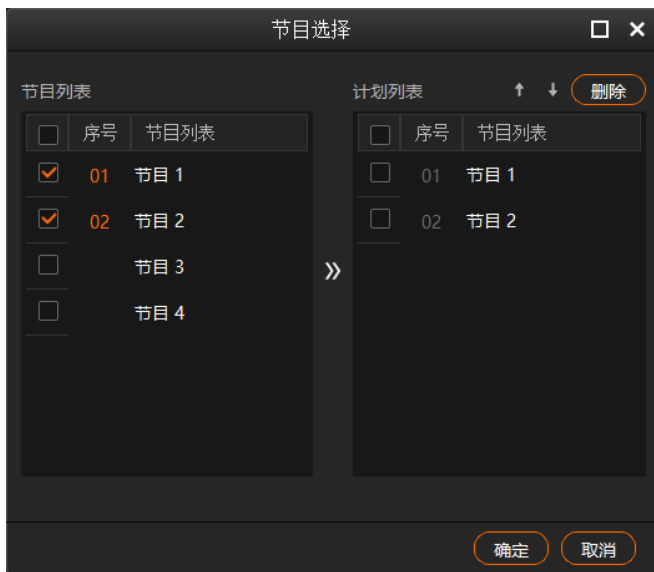 节目选择
节目列表
计划列表 删除
序号 节目列表
01 节目 1
02 节目 2
节目 3
节目 4
序号 节目列表
01 节目 1
02 节目 2
确定 取消